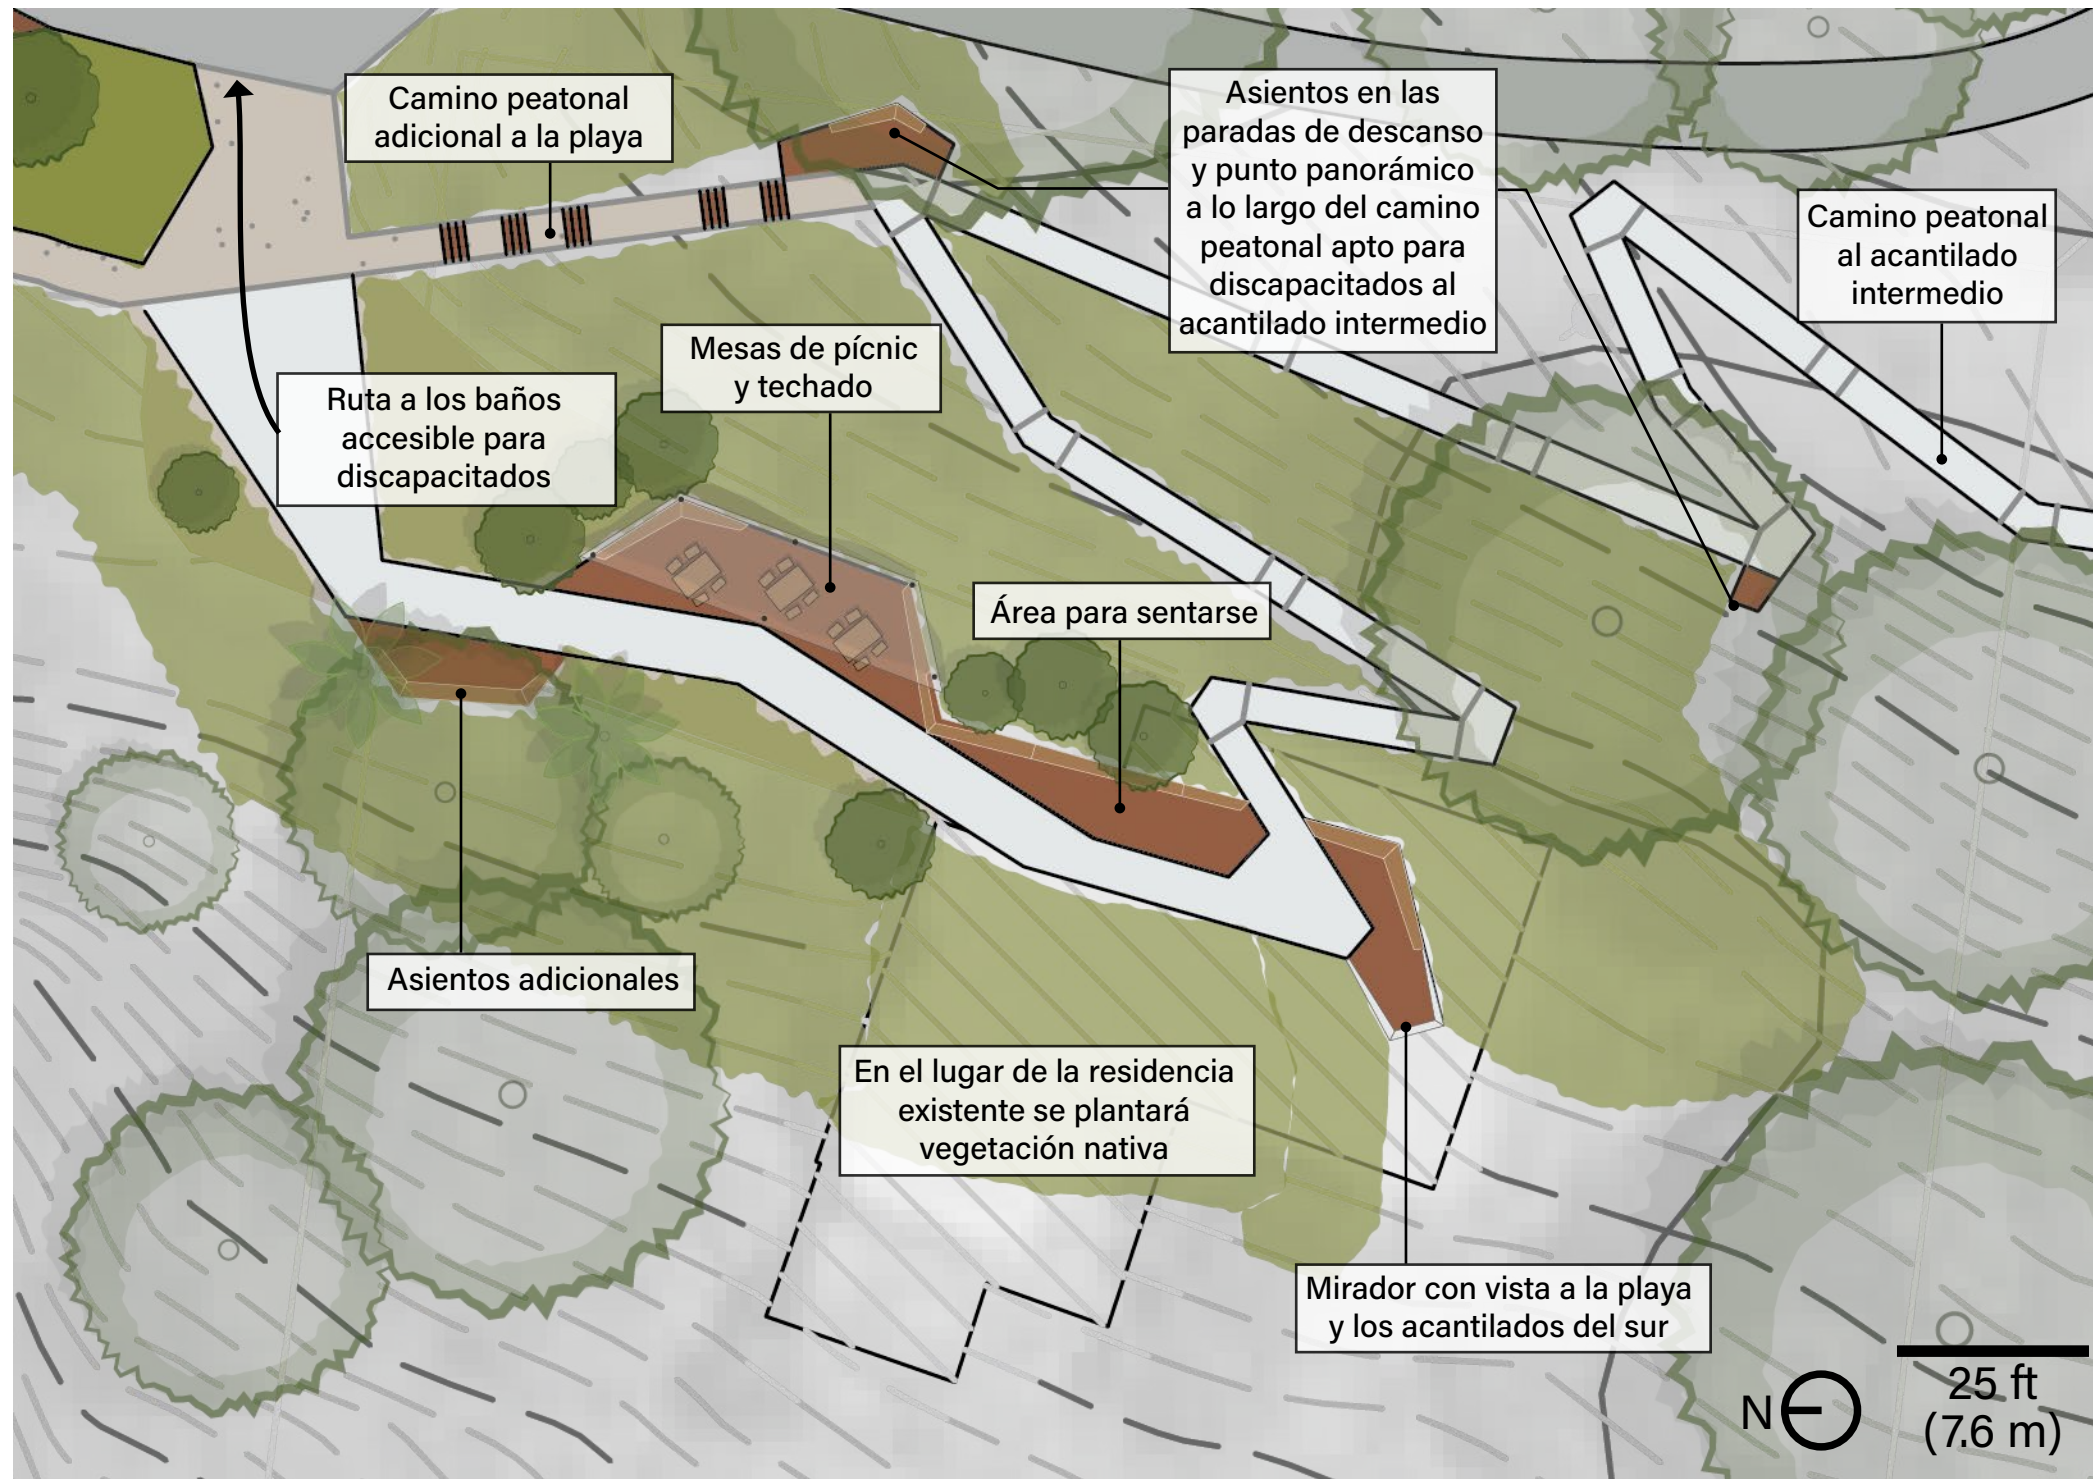 Camino peatonal
adicional a la playa
Asientos en las
paradas de descanso
y punto panorámico
a lo largo del camino
peatonal apto para
discapacitados al
acantilado intermedio
Camino peatonal
al acantilado
intermedio
Mesas de pícnic
y techado
Ruta a los baños
accesible para
discapacitados
Área para sentarse
Asientos adicionales
En el lugar de la residencia
existente se plantará
vegetación nativa
Mirador con vista a la playa
y los acantilados del sur
N
25 ft
(7.6 m)